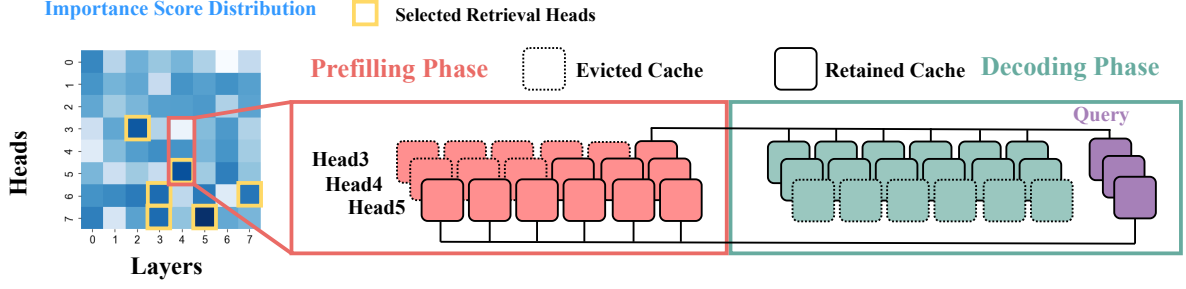 Importance Score Distribution
Selected Retrieval Heads
Prefilling Phase
Evicted Cache
Retained Cache
Decoding Phase
Query
Heads
0
1
2
3
4
5
6
7
Head3
Head4
Head5
0 1 2 3 4 5 6 7
Layers